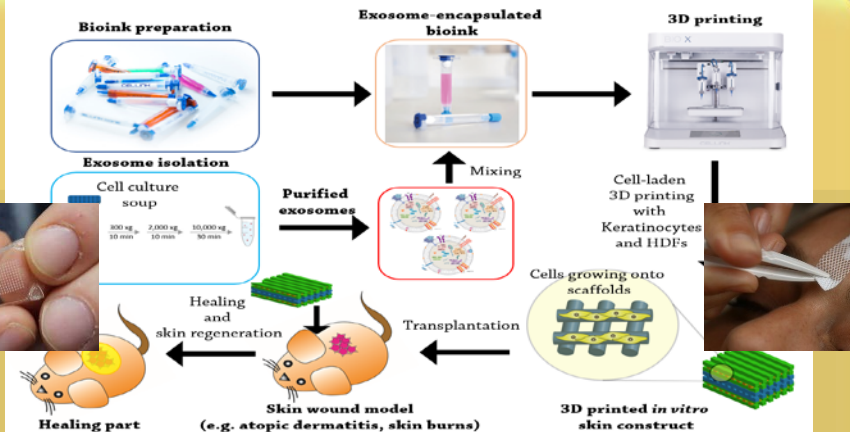 Bioink preparation
Exosome-encapsulated
bioink
3D printing
CELLINK
Exosome isolation
Cell culture
soup
300 xg
10 min
2,000 xg
10 min
10,000 xg
30 min
Purified
exosomes
Mixing
Cell-laden
3D printing
with
Keratinocytes
and HDFs
Cells growing onto
scaffolds
Healing
and
skin regeneration
Transplantation
Healing part
Skin wound model
(e.g. atopic dermatitis, skin burns)
3D printed in vitro
skin construct